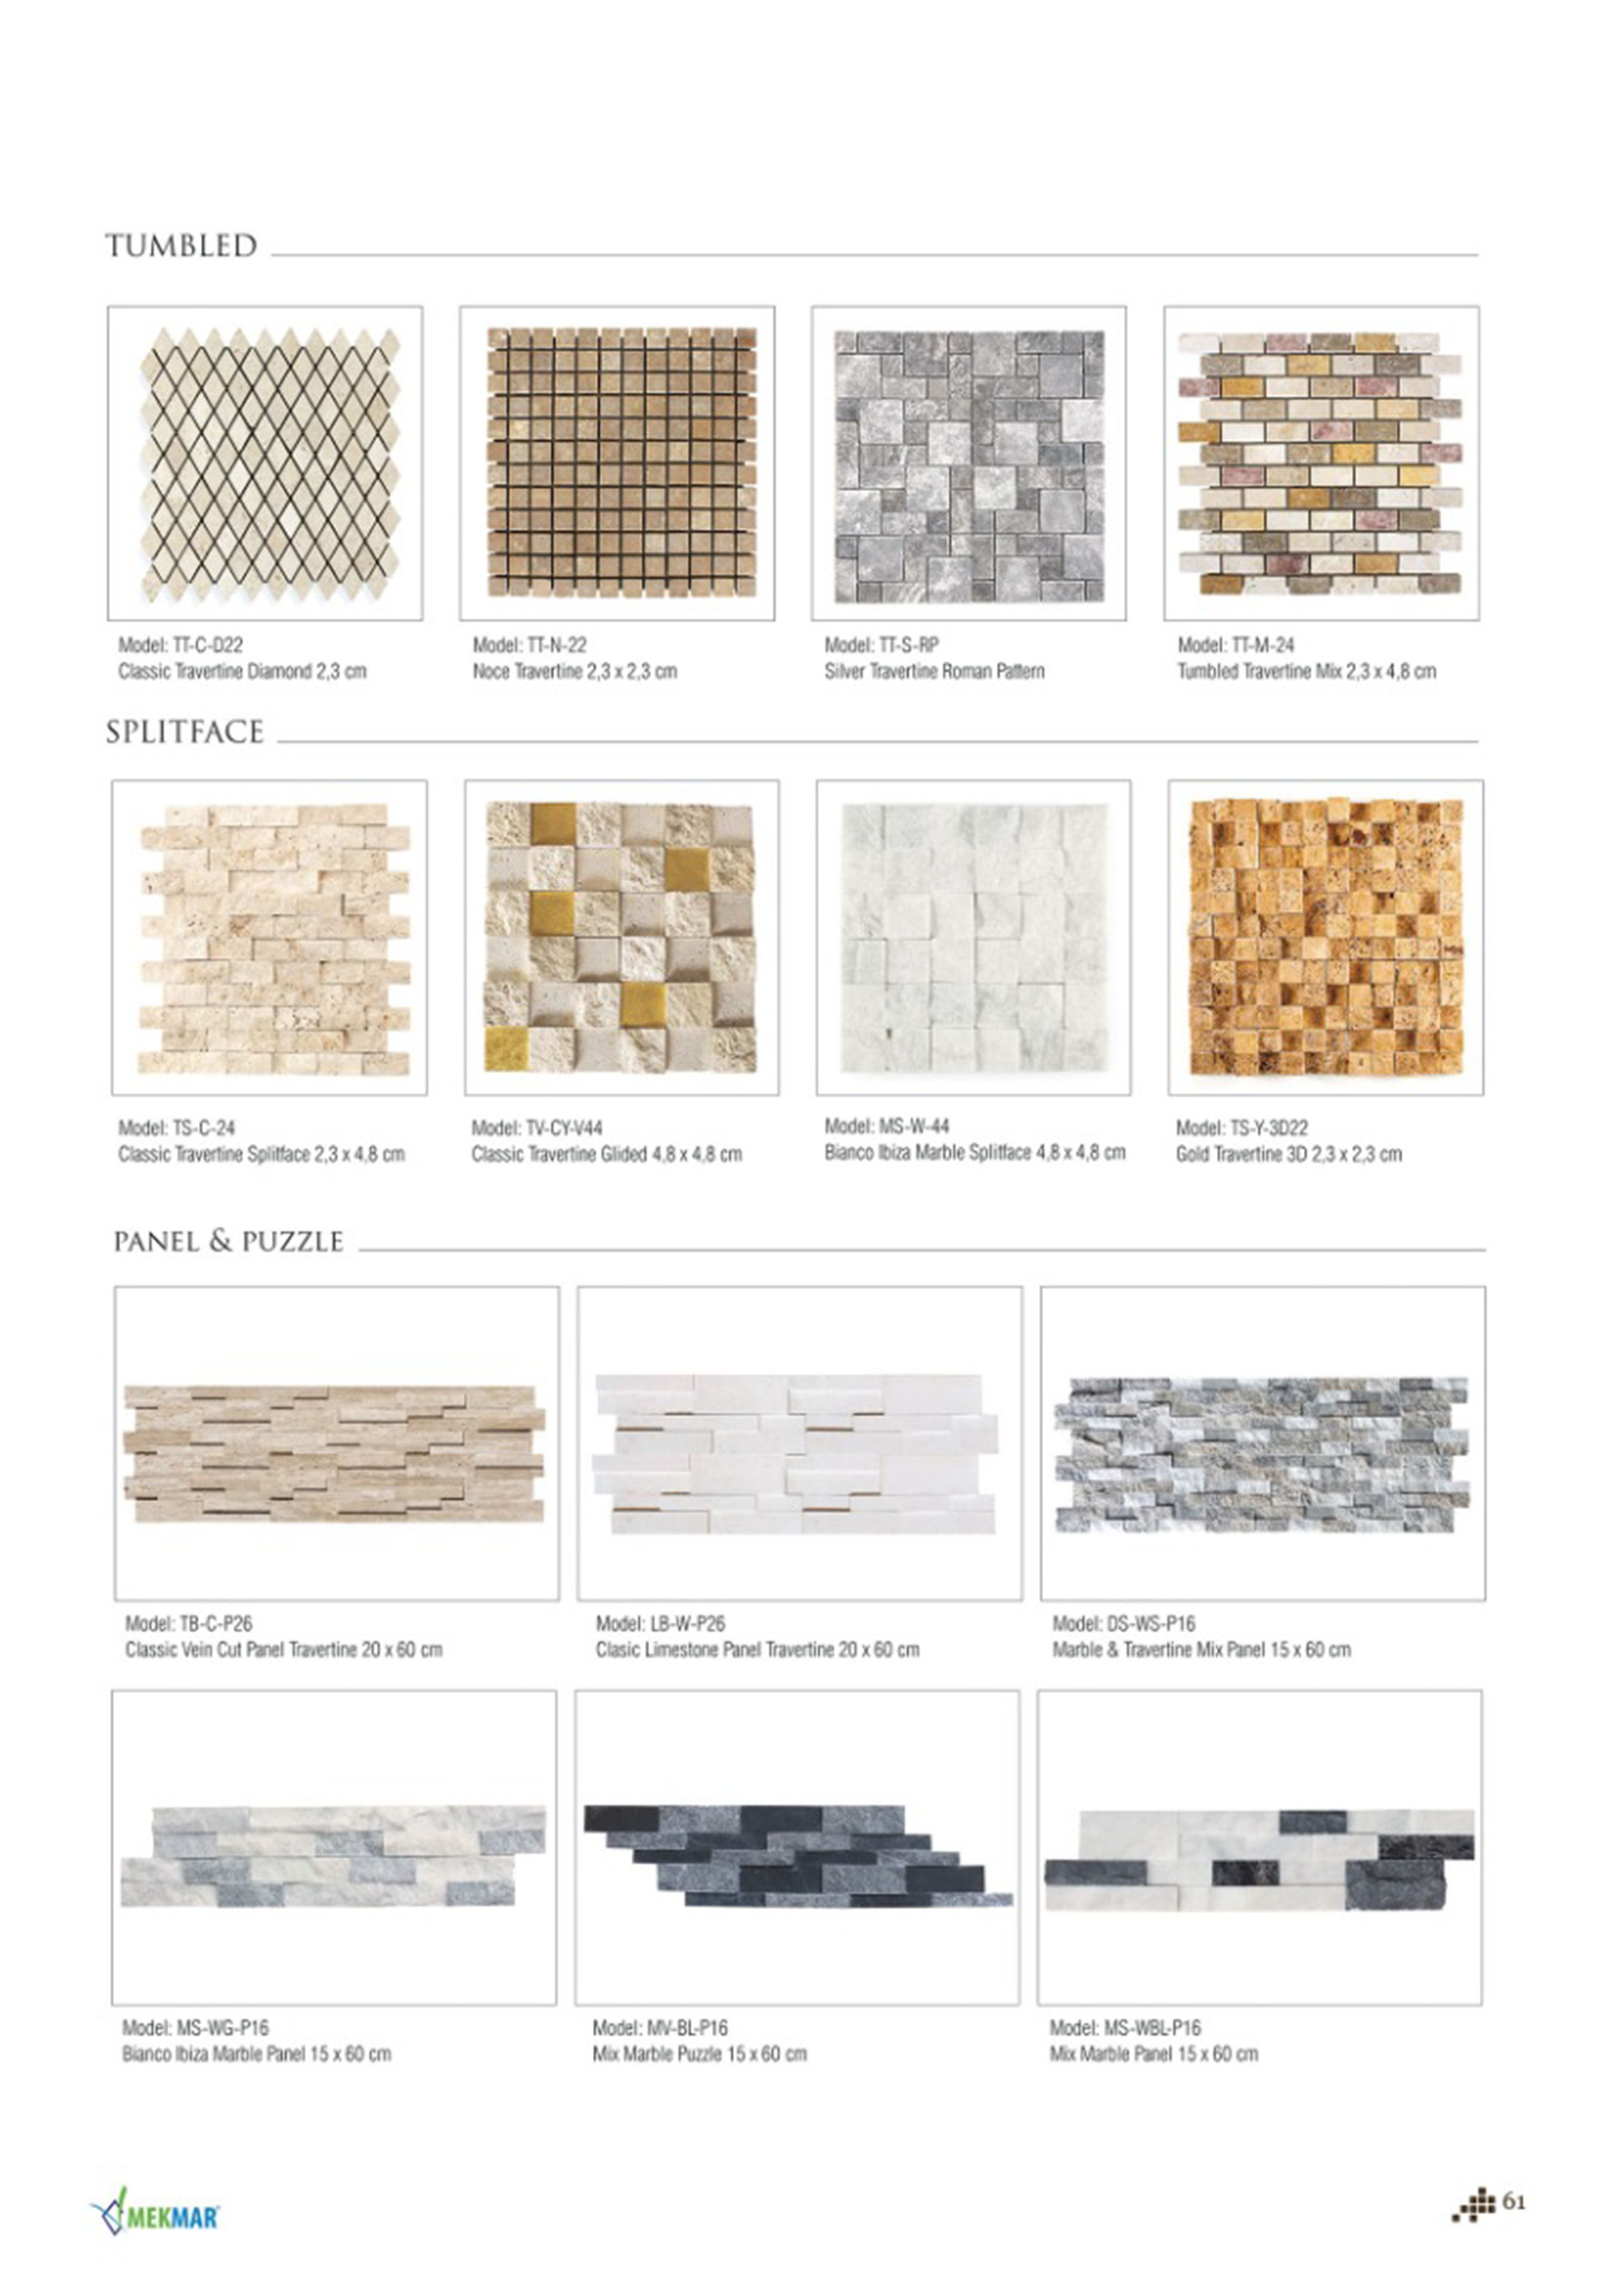 TUMBLED
Model: TT-C-D22
Classic Travertine Diamond 2,3 cm
Model: TT-N-22
Noce Travertine 2,3 x 2,3 cm
Model: TT-S-RP
Silver Travertine Roman Pattern
Model: TT-M-24
Tumbled Travertine Mix 2,3 x 4,8 cm
SPLITFACE
Model: TS-C-24
Classic Travertine Splitface 2,3 x 4,8 cm
Model: TV-CY-V44
Classic Travertine Glided 4,8 x 4,8 cm
Model: MS-W-44
Bianco Ibiza Marble Splitface 4,8 x 4,8 cm
Model: TS-Y-3D22
Gold Travertine 3D 2,3 x 2,3 cm
PANEL & PUZZLE
Model: TB-C-P26
Classic Vein Cut Panel Travertine 20 x 60 cm
Model: LB-W-P26
Clasic Limestone Panel Travertine 20 x 60 cm
Model: DS-WS-P16
Marble & Travertine Mix Panel 15 x 60 cm
Model: MS-WG-P16
Bianco Ibiza Marble Panel 15 x 60 cm
Model: MV-BL-P16
Mix Marble Puzzle 15 x 60 cm
Model: MS-WBL-P16
Mix Marble Panel 15 x 60 cm
MEKMAR
61